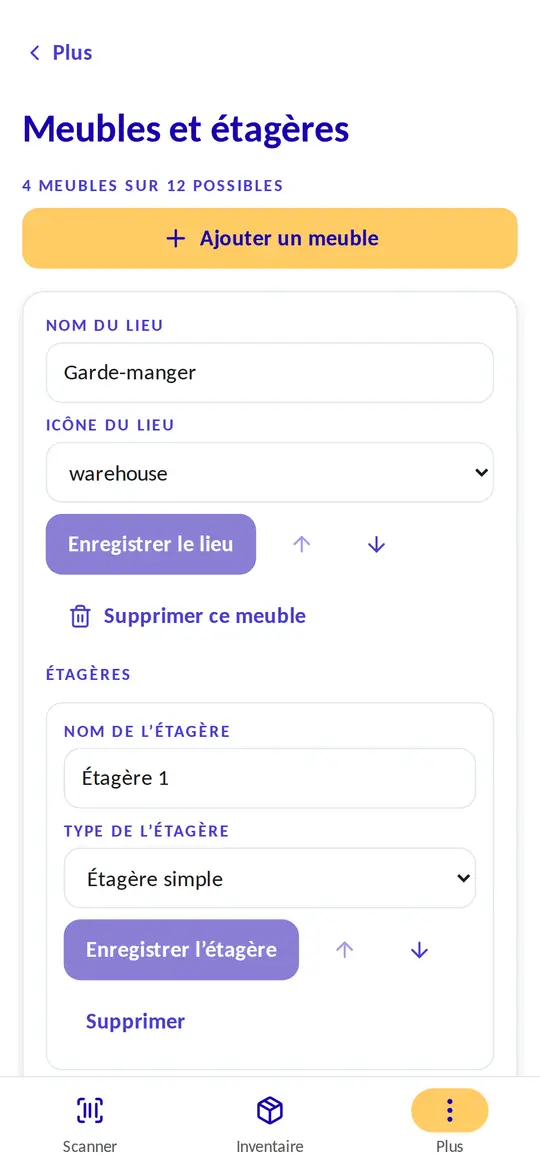 Plus
Meubles et étagères
4 MEUBLES SUR 12 POSSIBLES
Ajouter un meuble
NOM DU LIEU
Garde-manger
ICÔNE DU LIEU
warehouse
Enregistrer le lieu
Supprimer ce meuble
ÉTAGÈRES
NOM DE L’ÉTAGÈRE
Étagère 1
TYPE DE L’ÉTAGÈRE
Étagère simple
Enregistrer l’étagère
Supprimer
Scanner Inventaire Plus